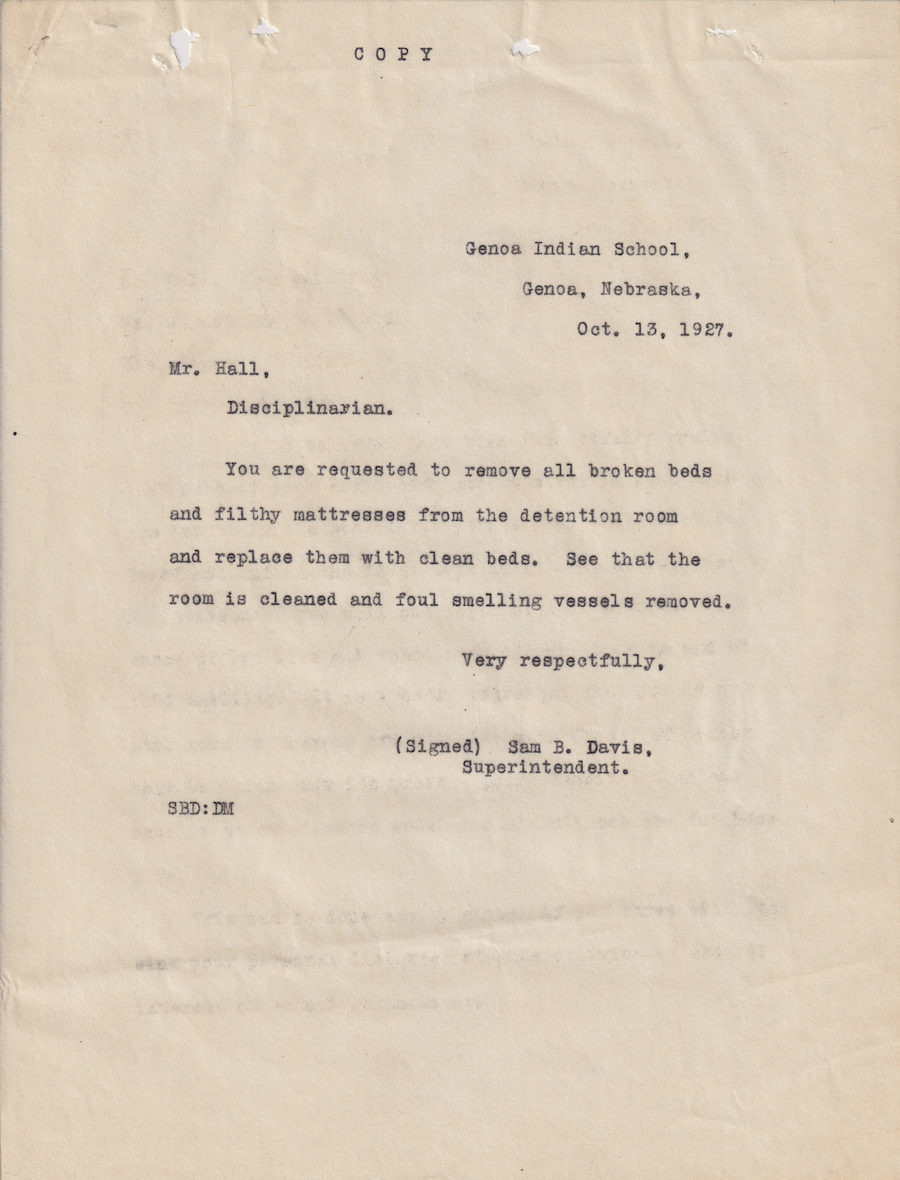 COPY
Genoa Indian School,
Genoa, Nebraska,
Oct. 13, 1927.
Mr. Hall,
Disciplinarian.
You are requested to remove all broken beds
and filthy mattresses from the detention room
and replace them with clean beds. See that the
room is cleaned and foul smelling vessels removed.
Very respectfully,
(Signed) Sam B. Davis,
Superintendent.
SBD:DM